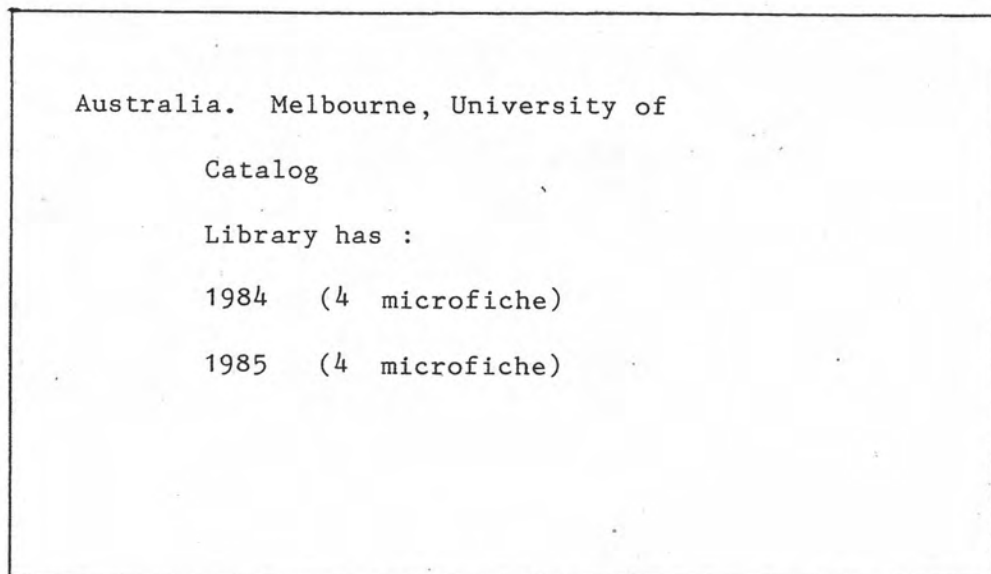 Australia. Melbourne, University of
Catalog
Library has :
1984 (4 microfiche)
1985 (4 microfiche)